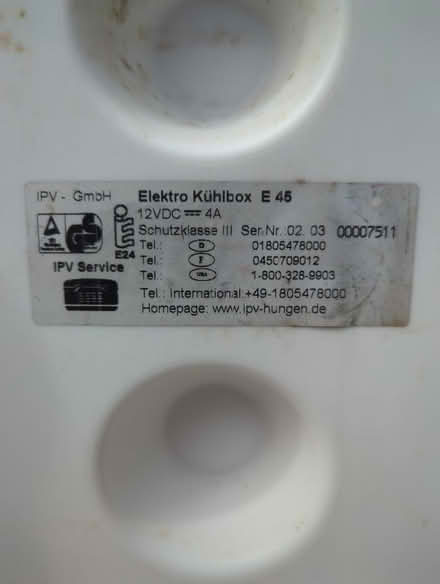 IPV - GmbH Elektro Kühlbox E 45
12VDC 4A
Schutzklasse III Ser.Nr. 02. 03 00007511
E24
Tel.: D 01805478000
Tel.: F 0450709012
IPV Service
Tel.: USA 1-800-326-9903
Tel.: International:+49-1805478000
Homepage: www.ipv-hungen.de